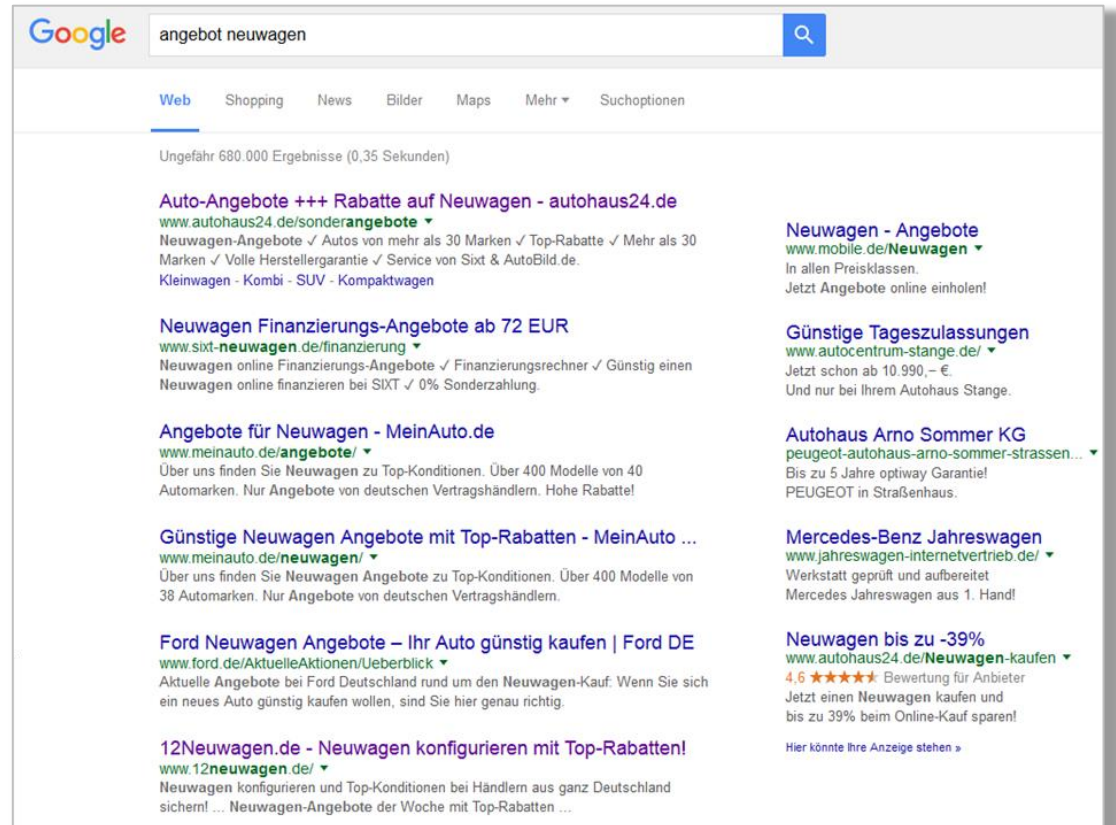 Google
angebot neuwagen
Web Shopping News Bilder Maps Mehr Suchoptionen
Ungefähr 680.000 Ergebnisse (0,35 Sekunden)
Auto-Angebote +++ Rabatte auf Neuwagen - autohaus24.de
www.autohaus24.de/sonderangebote
Neuwagen-Angebote ✓ Autos von mehr als 30 Marken ✓ Top-Rabatte ✓ Mehr als 30
Marken ✓ Volle Herstellergarantie ✓ Service von Sixt & AutoBild.de.
Kleinwagen - Kombi - SUV - Kompaktwagen
Neuwagen Finanzierungs-Angebote ab 72 EUR
www.sixt-neuwagen.de/finanzierung
Neuwagen online Finanzierungs-Angebote ✓ Finanzierungsrechner ✓ Günstig einen
Neuwagen online finanzieren bei SIXT ✓ 0% Sonderzahlung.
Angebote für Neuwagen - MeinAuto.de
www.meinauto.de/angebote/
Über uns finden Sie Neuwagen zu Top-Konditionen. Über 400 Modelle von 40
Automarken. Nur Angebote von deutschen Vertragshändlern. Hohe Rabatte!
Günstige Neuwagen Angebote mit Top-Rabatten - MeinAuto ...
www.meinauto.de/neuwagen/
Über uns finden Sie Neuwagen Angebote zu Top-Konditionen. Über 400 Modelle von
38 Automarken. Nur Angebote von deutschen Vertragshändlern.
Ford Neuwagen Angebote – Ihr Auto günstig kaufen | Ford DE
www.ford.de/AktuelleAktionen/Ueberblick
Aktuelle Angebote bei Ford Deutschland rund um den Neuwagen-Kauf: Wenn Sie sich
ein neues Auto günstig kaufen wollen, sind Sie hier genau richtig.
12Neuwagen.de - Neuwagen konfigurieren mit Top-Rabatten!
www.12neuwagen.de/
Neuwagen konfigurieren und Top-Konditionen bei Händlern aus ganz Deutschland
sichern! ... Neuwagen-Angebote der Woche mit Top-Rabatten ...
Neuwagen - Angebote
www.mobile.de/Neuwagen
In allen Preisklassen.
Jetzt Angebote online einholen!
Günstige Tageszulassungen
www.autocentrum-stange.de/
Jetzt schon ab 10.990,– €.
Und nur bei Ihrem Autohaus Stange.
Autohaus Arno Sommer KG
peugeot-autohaus-arno-sommer-strassen...
Bis zu 5 Jahre optiway Garantie!
PEUGEOT in Straßenhaus.
Mercedes-Benz Jahreswagen
www.jahreswagen-internetvertrieb.de/
Werkstatt geprüft und aufbereitet
Mercedes Jahreswagen aus 1. Hand!
Neuwagen bis zu -39%
www.autohaus24.de/Neuwagen-kaufen
4,6 ★★★★★ Bewertung für Anbieter
Jetzt einen Neuwagen kaufen und
bis zu 39% beim Online-Kauf sparen!
Hier könnte Ihre Anzeige stehen »